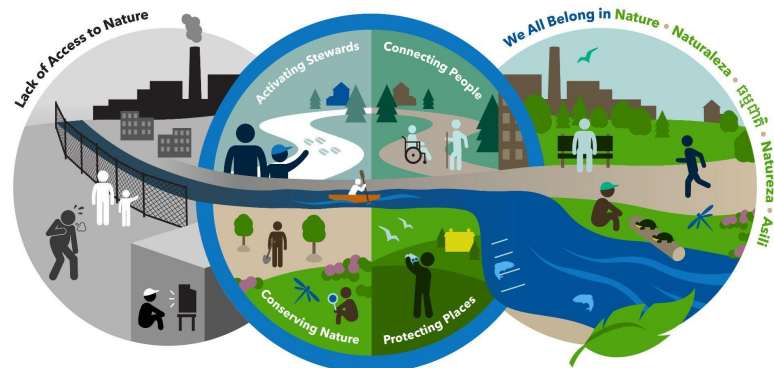 Lack of Access to Nature
Activating Stewards
Connecting People
Conserving Nature
Protecting Places
We All Belong in Nature • Naturaleza • ធម្មជាតិ • Natureza • Asili